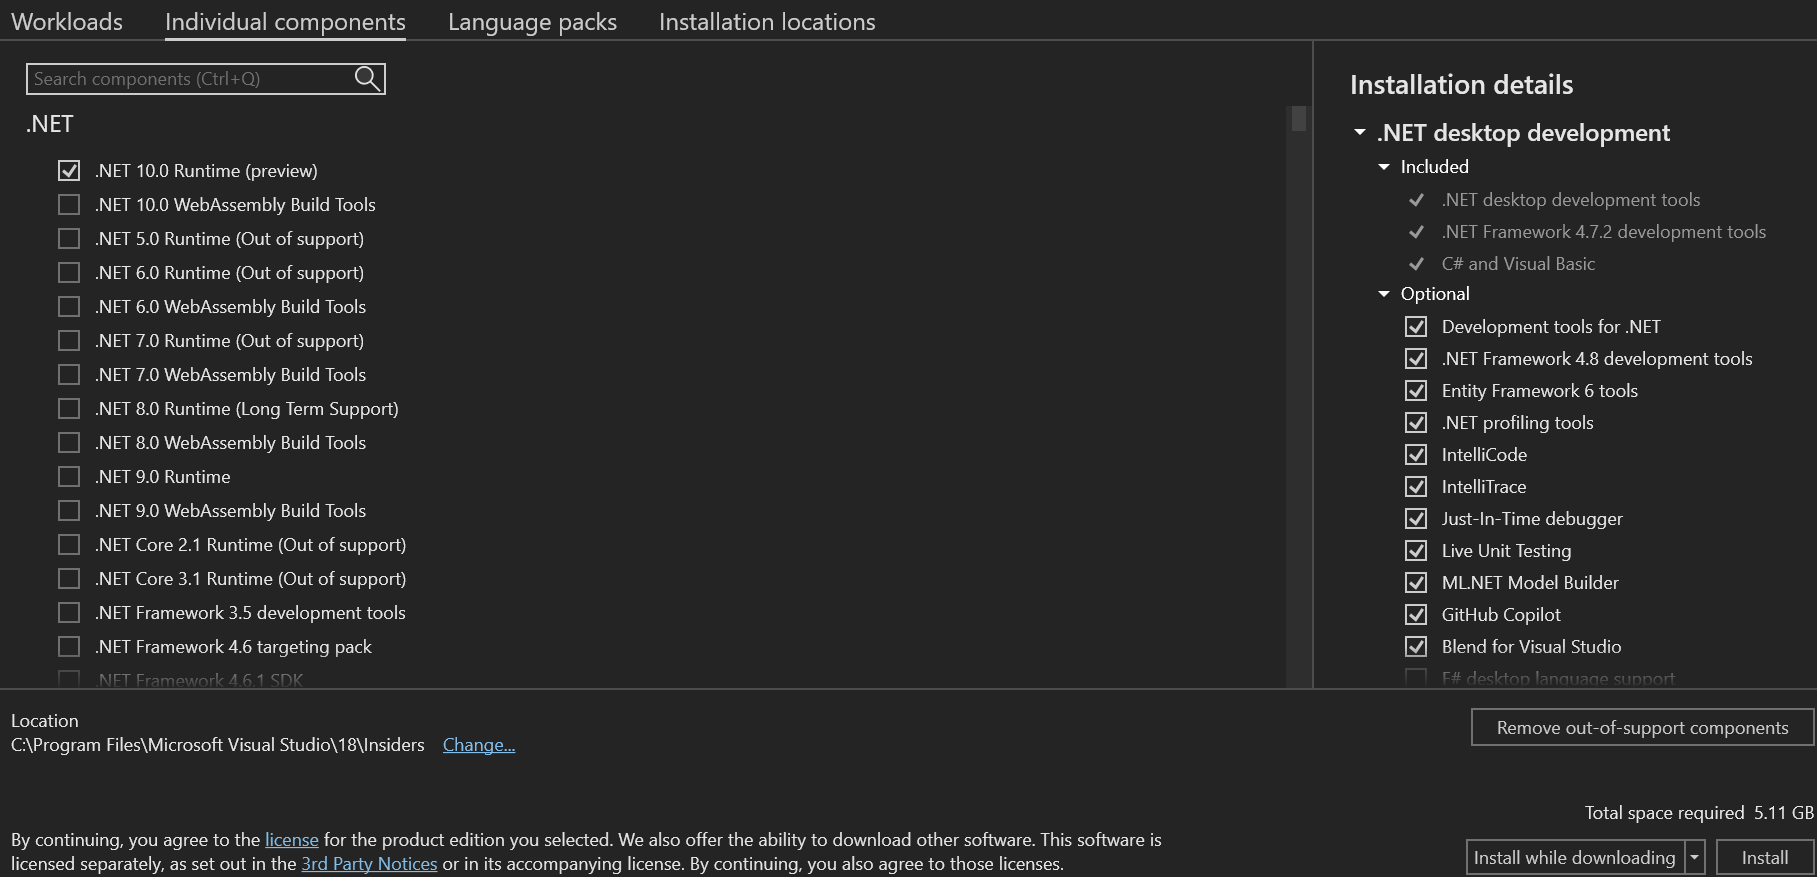 Workloads
Individual components
Language packs
Installation locations
Search components (Ctrl+Q)
.NET
.NET 10.0 Runtime (preview)
.NET 10.0 WebAssembly Build Tools
.NET 5.0 Runtime (Out of support)
.NET 6.0 Runtime (Out of support)
.NET 6.0 WebAssembly Build Tools
.NET 7.0 Runtime (Out of support)
.NET 7.0 WebAssembly Build Tools
.NET 8.0 Runtime (Long Term Support)
.NET 8.0 WebAssembly Build Tools
.NET 9.0 Runtime
.NET 9.0 WebAssembly Build Tools
.NET Core 2.1 Runtime (Out of support)
.NET Core 3.1 Runtime (Out of support)
.NET Framework 3.5 development tools
.NET Framework 4.6 targeting pack
.NET Framework 4.6.1 SDK
Installation details
.NET desktop development
Included
.NET desktop development tools
.NET Framework 4.7.2 development tools
C# and Visual Basic
Optional
Development tools for .NET
.NET Framework 4.8 development tools
Entity Framework 6 tools
.NET profiling tools
IntelliCode
IntelliTrace
Just-In-Time debugger
Live Unit Testing
ML.NET Model Builder
GitHub Copilot
Blend for Visual Studio
F# desktop language support
Location
C:\Program Files\Microsoft Visual Studio\18\Insiders Change...
Remove out-of-support components
Total space required 5.11 GB
By continuing, you agree to the license for the product edition you selected. We also offer the ability to download other software. This software is
licensed separately, as set out in the 3rd Party Notices or in its accompanying license. By continuing, you also agree to those licenses.
Install while downloading
Install